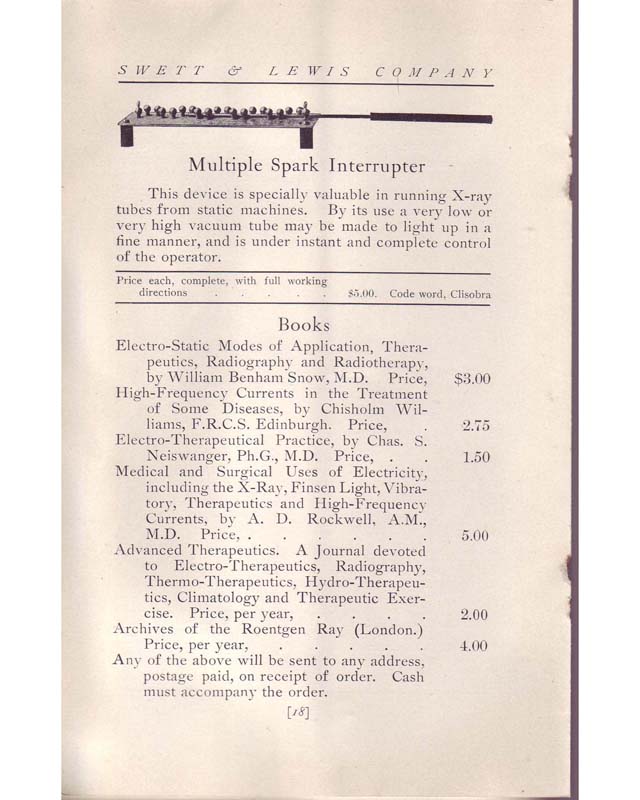 SWETT & LEWIS COMPANY
Multiple Spark Interrupter
This device is specially valuable in running X-ray
tubes from static machines. By its use a very low or
very high vacuum tube may be made to light up in a
fine manner, and is under instant and complete control
of the operator.
Price each, complete, with full working
directions . . . . . $5.00. Code word, Clisobra
Books
Electro-Static Modes of Application, Thera-
peutics, Radiography and Radiotherapy,
by William Benham Snow, M.D. Price, $3.00
High-Frequency Currents in the Treatment
of Some Diseases, by Chisholm Wil-
liams, F.R.C.S. Edinburgh. Price, . 2.75
Electro-Therapeutical Practice, by Chas. S.
Neiswanger, Ph.G., M.D. Price, . . 1.50
Medical and Surgical Uses of Electricity,
including the X-Ray, Finsen Light, Vibra-
tory, Therapeutics and High-Frequency
Currents, by A. D. Rockwell, A.M.,
M.D. Price, . . . . . . 5.00
Advanced Therapeutics. A Journal devoted
to Electro-Therapeutics, Radiography,
Thermo-Therapeutics, Hydro-Therapeu-
tics, Climatology and Therapeutic Exer-
cise. Price, per year, . . . . 2.00
Archives of the Roentgen Ray (London.)
Price, per year, . . . . . 4.00
Any of the above will be sent to any address,
postage paid, on receipt of order. Cash
must accompany the order.
[18]